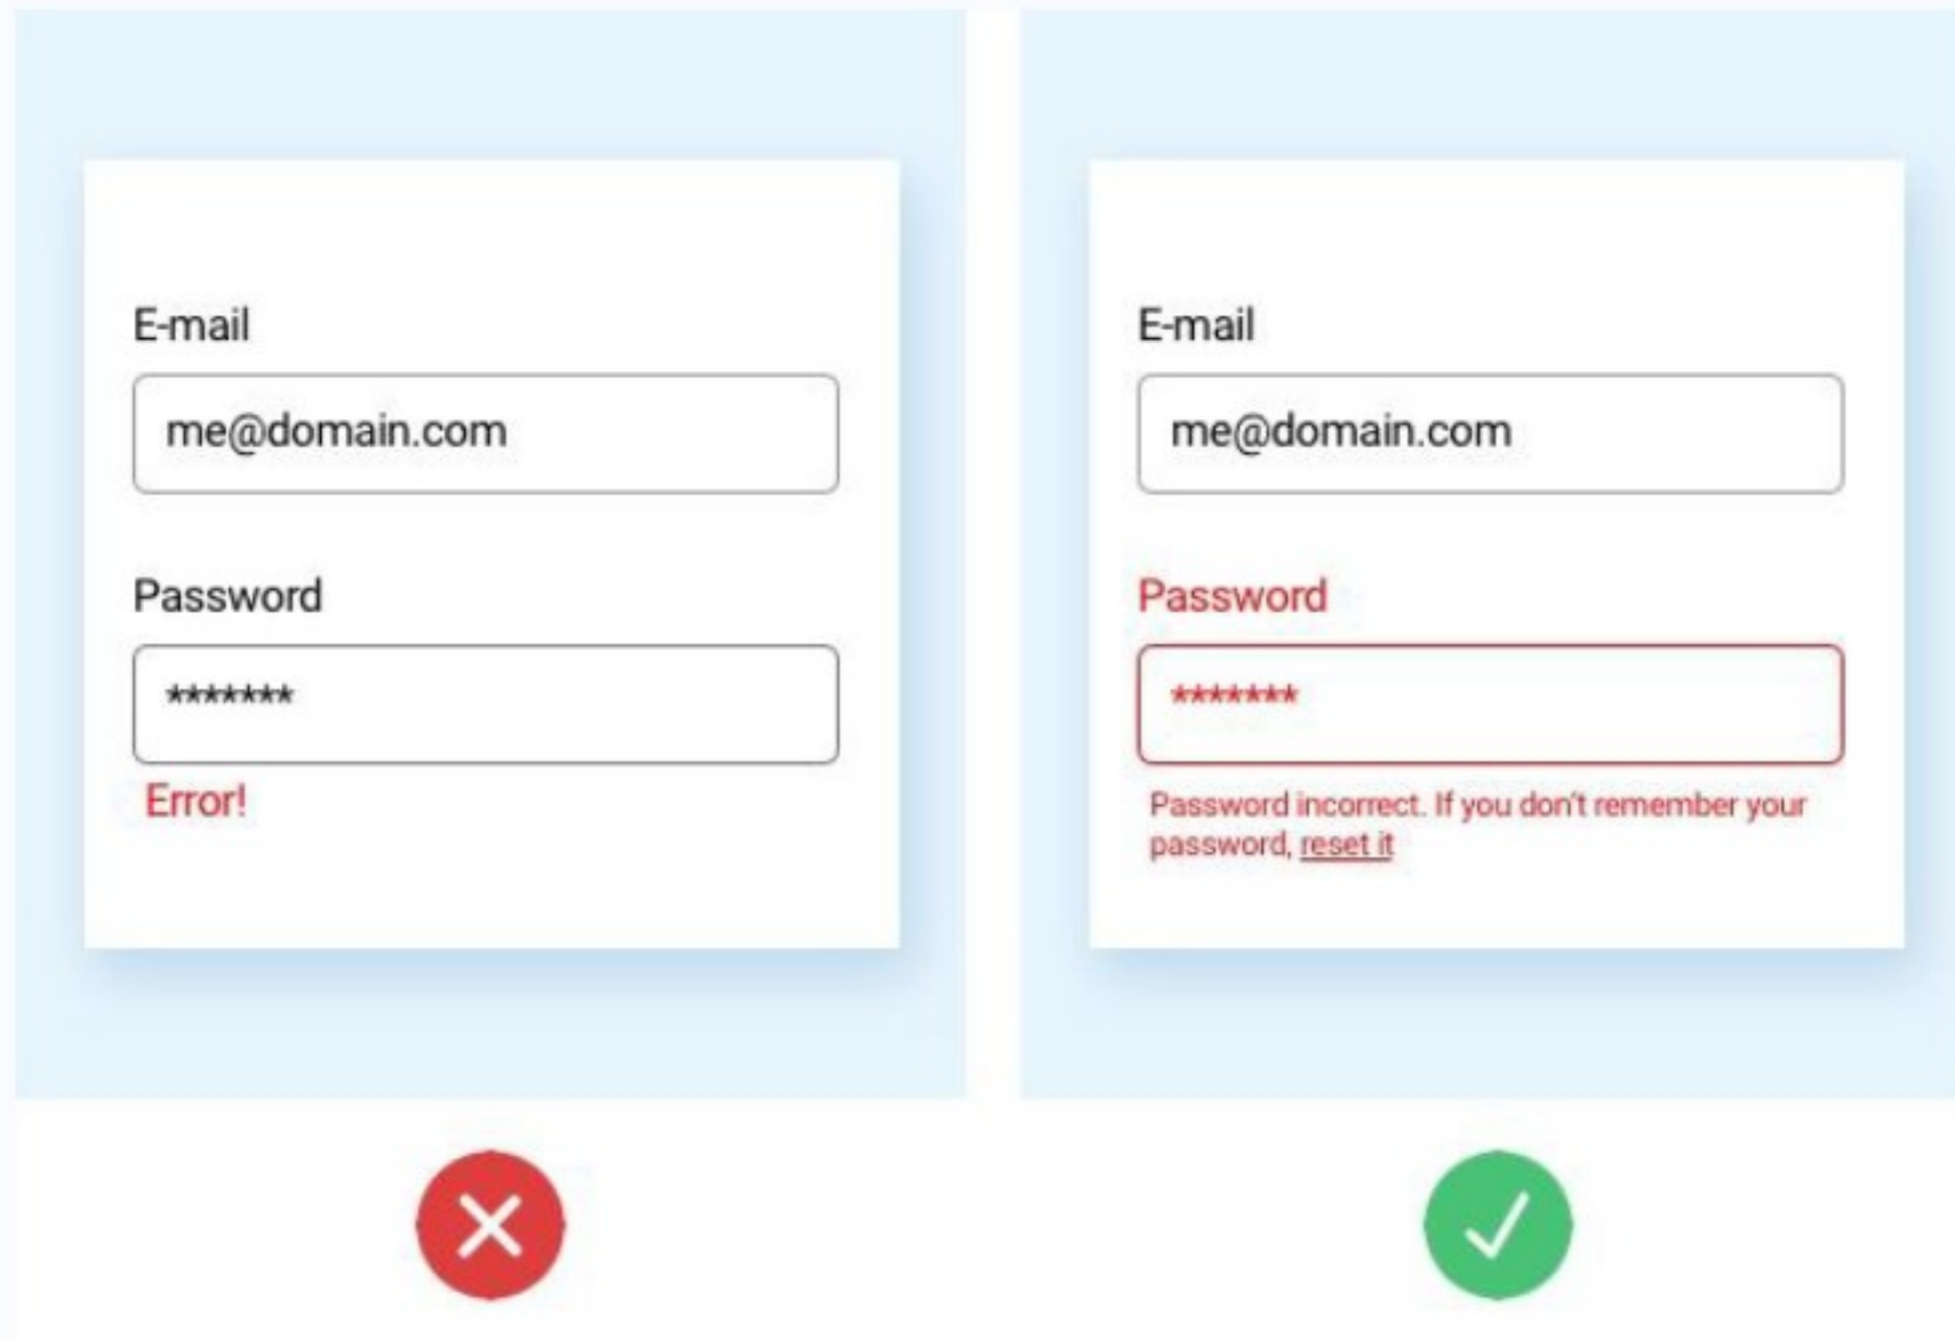 E-mail
me@domain.com
Password
*******
Error!
E-mail
me@domain.com
Password
*******
Password incorrect. If you don't remember your
password, reset it